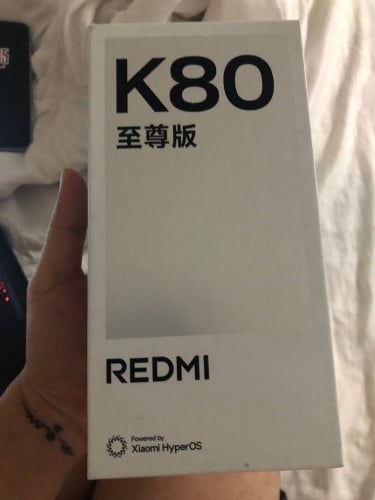 K80
至尊版
REDMI
Powered by
Xiaomi HyperOS